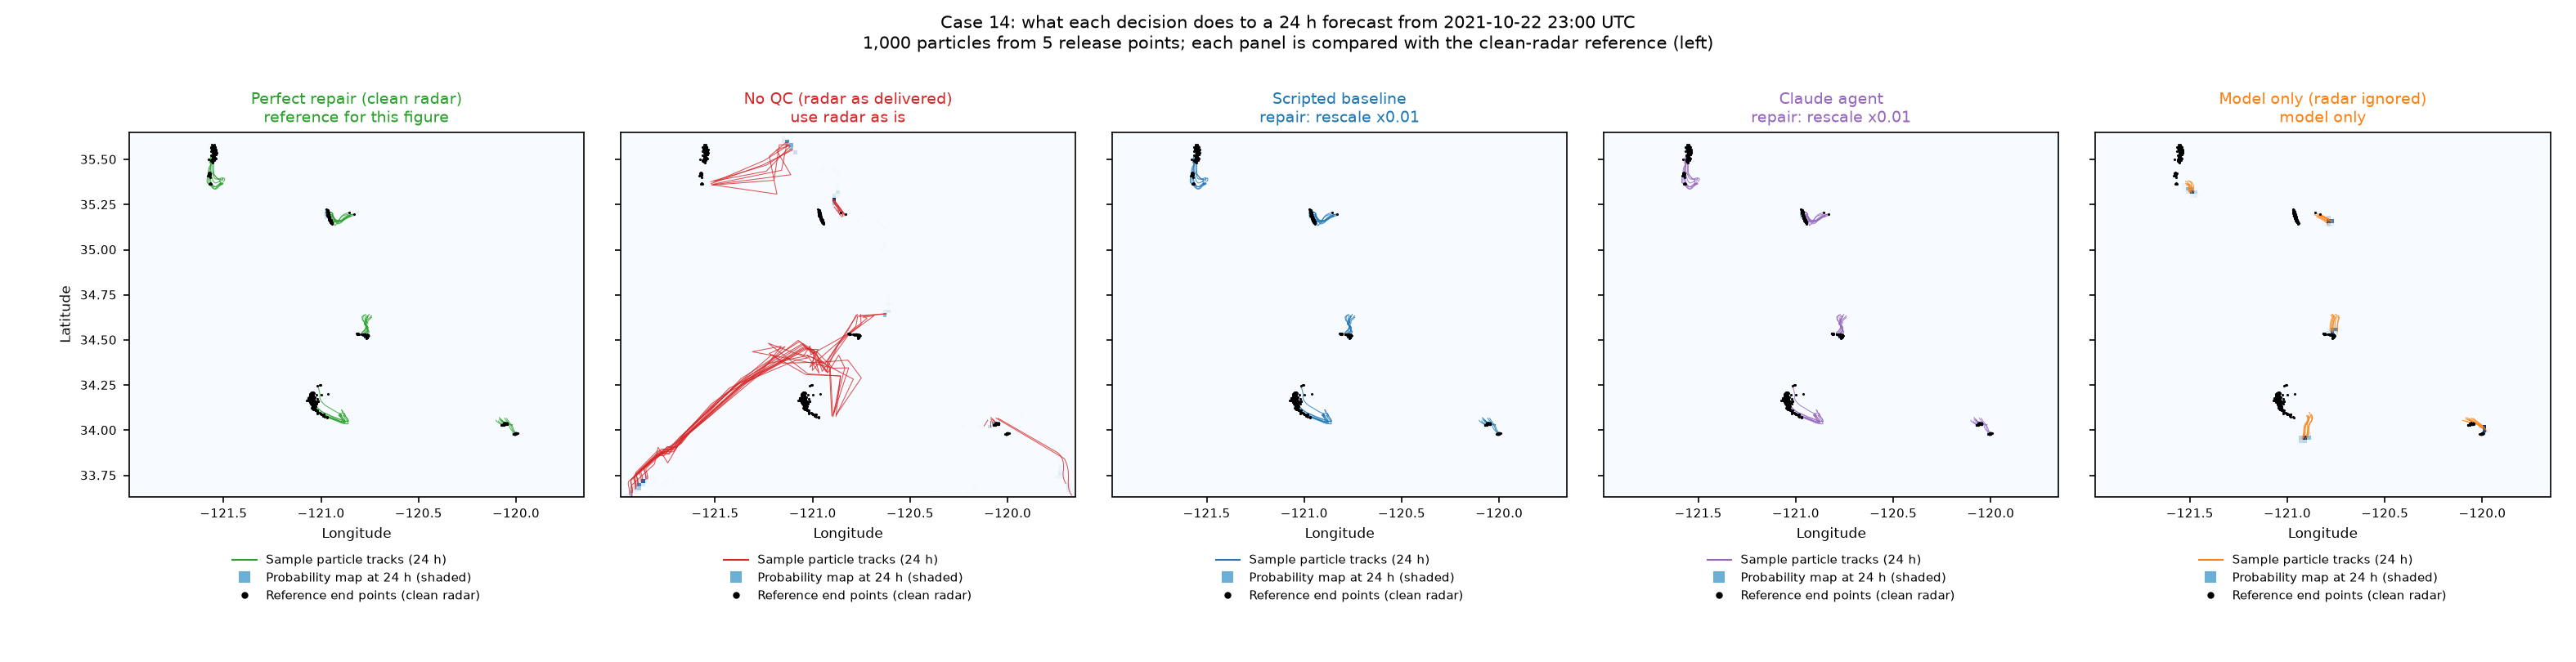 Case 14: what each decision does to a 24 h forecast from 2021-10-22 23:00 UTC
1,000 particles from 5 release points; each panel is compared with the clean-radar reference (left)
Perfect repair (clean radar)
reference for this figure
No QC (radar as delivered)
use radar as is
Scripted baseline
repair: rescale x0.01
Claude agent
repair: rescale x0.01
Model only (radar ignored)
model only
Latitude
35.50
35.25
35.00
34.75
34.50
34.25
34.00
33.75
−121.5 −121.0 −120.5 −120.0
Longitude
Sample particle tracks (24 h)
Probability map at 24 h (shaded)
Reference end points (clean radar)
−121.5 −121.0 −120.5 −120.0
Longitude
Sample particle tracks (24 h)
Probability map at 24 h (shaded)
Reference end points (clean radar)
−121.5 −121.0 −120.5 −120.0
Longitude
Sample particle tracks (24 h)
Probability map at 24 h (shaded)
Reference end points (clean radar)
−121.5 −121.0 −120.5 −120.0
Longitude
Sample particle tracks (24 h)
Probability map at 24 h (shaded)
Reference end points (clean radar)
−121.5 −121.0 −120.5 −120.0
Longitude
Sample particle tracks (24 h)
Probability map at 24 h (shaded)
Reference end points (clean radar)